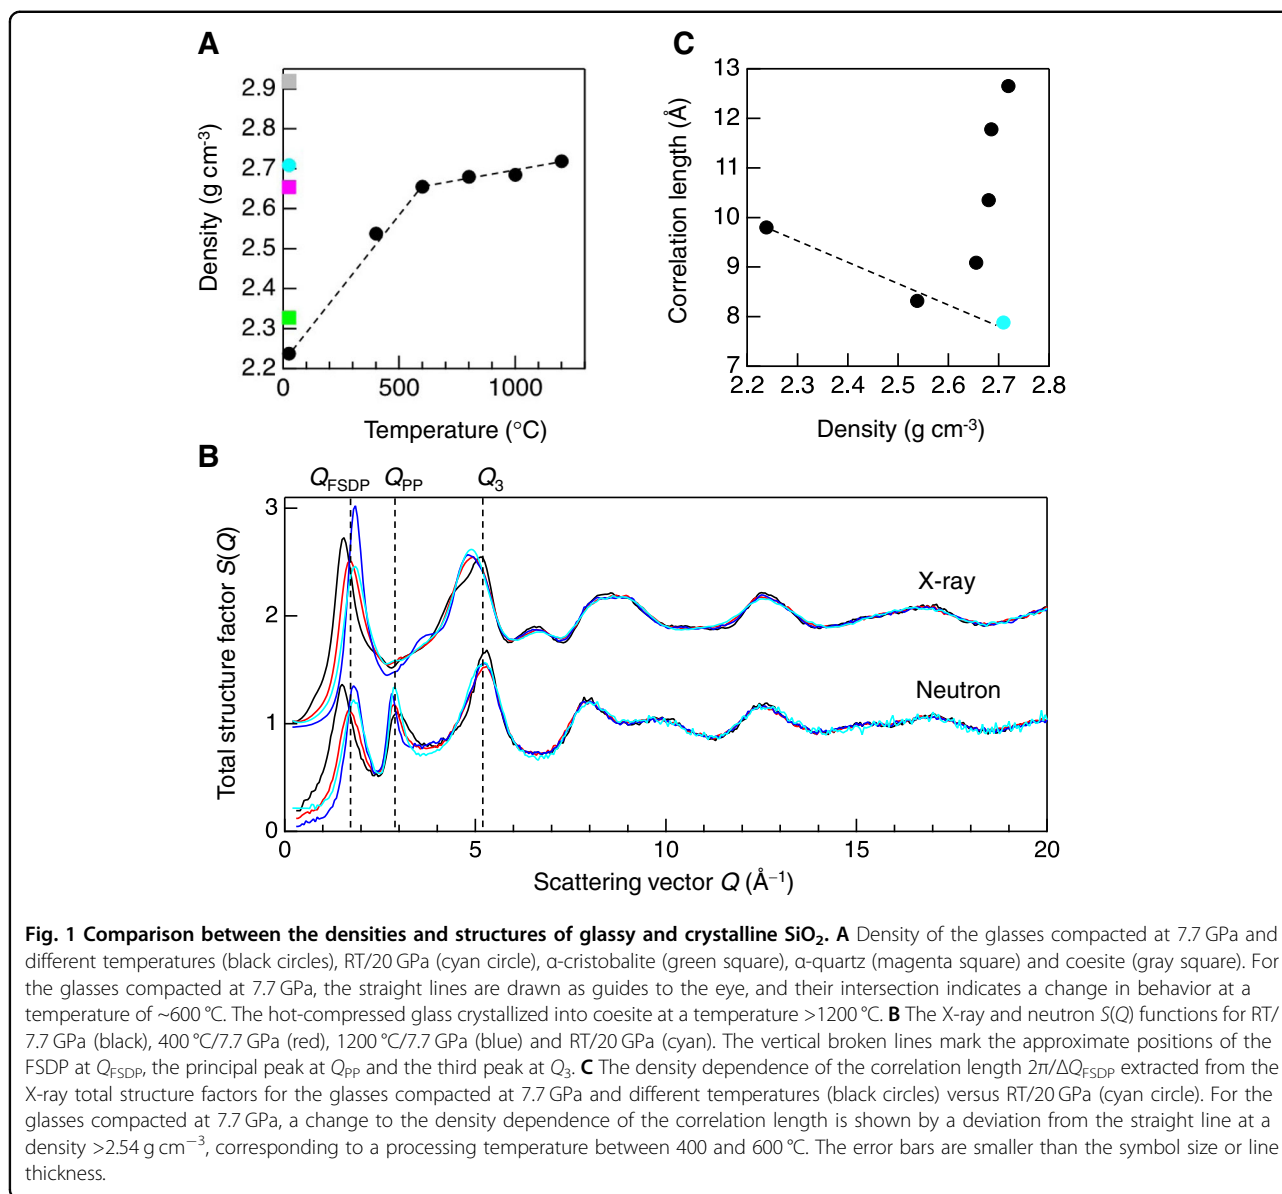 A
Density (g cm-3)
2.9
2.8
2.7
2.6
2.5
2.4
2.3
2.2
0 500 1000
Temperature (°C)
C
Correlation length (Å)
13
12
11
10
9
8
7
2.2 2.3 2.4 2.5 2.6 2.7 2.8
Density (g cm-3)
B
QFSDP QPP Q3
Total structure factor S(Q)
3
2
1
0
X-ray
Neutron
0 5 10 15 20
Scattering vector Q (Å−1)
Fig. 1 Comparison between the densities and structures of glassy and crystalline SiO2. A Density of the glasses compacted at 7.7 GPa and
different temperatures (black circles), RT/20 GPa (cyan circle), α-cristobalite (green square), α-quartz (magenta square) and coesite (gray square). For
the glasses compacted at 7.7 GPa, the straight lines are drawn as guides to the eye, and their intersection indicates a change in behavior at a
temperature of ~600 °C. The hot-compressed glass crystallized into coesite at a temperature >1200 °C. B The X-ray and neutron S(Q) functions for RT/
7.7 GPa (black), 400 °C/7.7 GPa (red), 1200 °C/7.7 GPa (blue) and RT/20 GPa (cyan). The vertical broken lines mark the approximate positions of the
FSDP at QFSDP, the principal peak at QPP and the third peak at Q3. C The density dependence of the correlation length 2π/ΔQFSDP extracted from the
X-ray total structure factors for the glasses compacted at 7.7 GPa and different temperatures (black circles) versus RT/20 GPa (cyan circle). For the
glasses compacted at 7.7 GPa, a change to the density dependence of the correlation length is shown by a deviation from the straight line at a
density >2.54 g cm−3, corresponding to a processing temperature between 400 and 600 °C. The error bars are smaller than the symbol size or line
thickness.